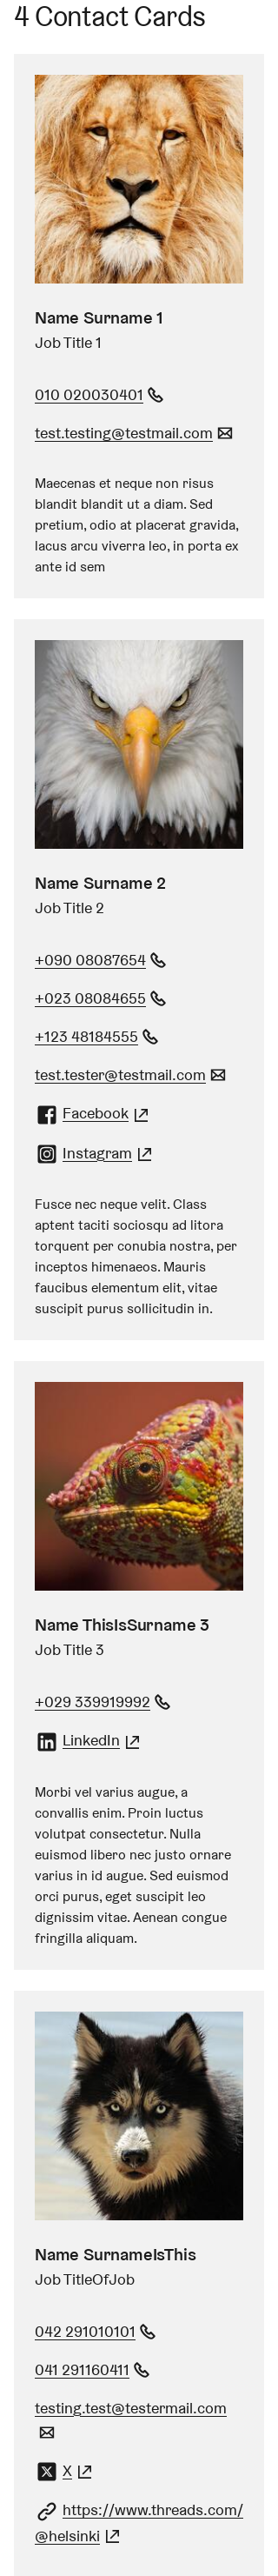 4 Contact Cards
Name Surname 1
Job Title 1
010 020030401
test.testing@testmail.com
Maecenas et neque non risus
blandit blandit ut a diam. Sed
pretium, odio at placerat gravida,
lacus arcu viverra leo, in porta ex
ante id sem
Name Surname 2
Job Title 2
+090 08087654
+023 08084655
+123 48184555
test.tester@testmail.com
Facebook
Instagram
Fusce nec neque velit. Class
aptent taciti sociosqu ad litora
torquent per conubia nostra, per
inceptos himenaeos. Mauris
faucibus elementum elit, vitae
suscipit purus sollicitudin in.
Name ThisIsSurname 3
Job Title 3
+029 339919992
LinkedIn
Morbi vel varius augue, a
convallis enim. Proin luctus
volutpat consectetur. Nulla
euismod libero nec justo ornare
varius in id augue. Sed euismod
orci purus, eget suscipit leo
dignissim vitae. Aenean congue
fringilla aliquam.
Name SurnameIsThis
Job TitleOfJob
042 291010101
041 291160411
testing.test@testermail.com
X
https://www.threads.com/
@helsinki